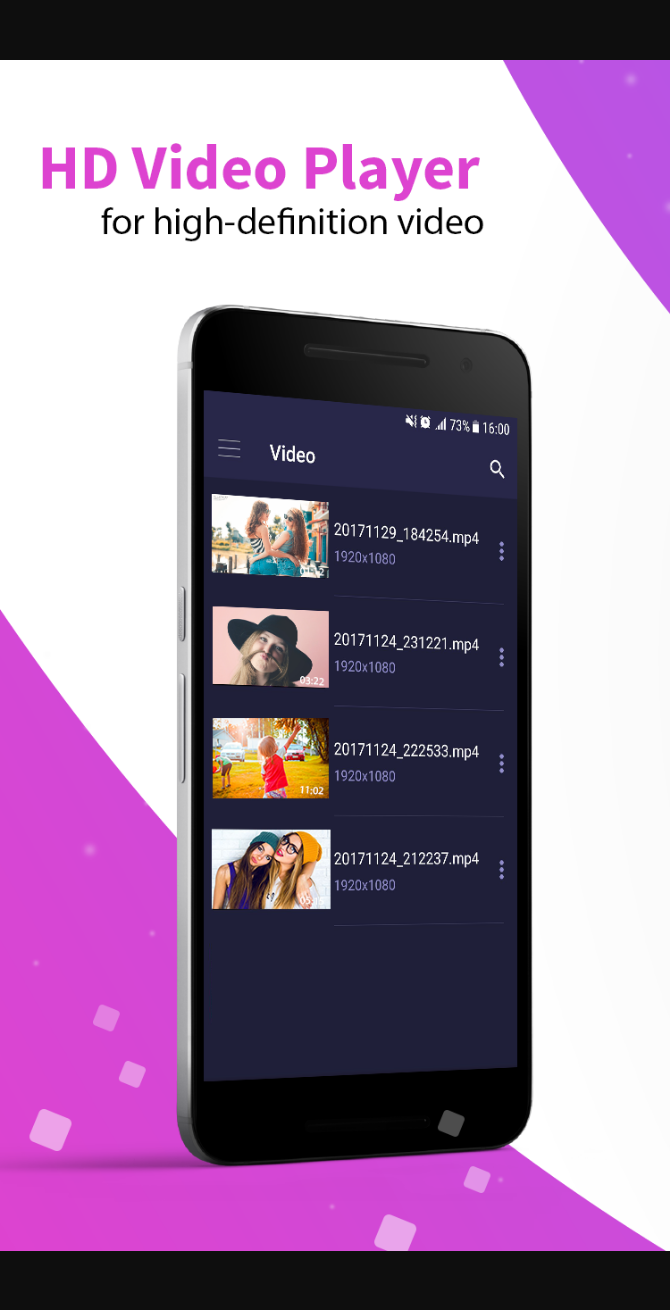 HD Video Player
for high-definition video
73% 16:00
Video
20171129_184254.mp4
1920x1080
20171124_231221.mp4
1920x1080
03:22
20171124_222533.mp4
1920x1080
11:02
20171124_212237.mp4
1920x1080